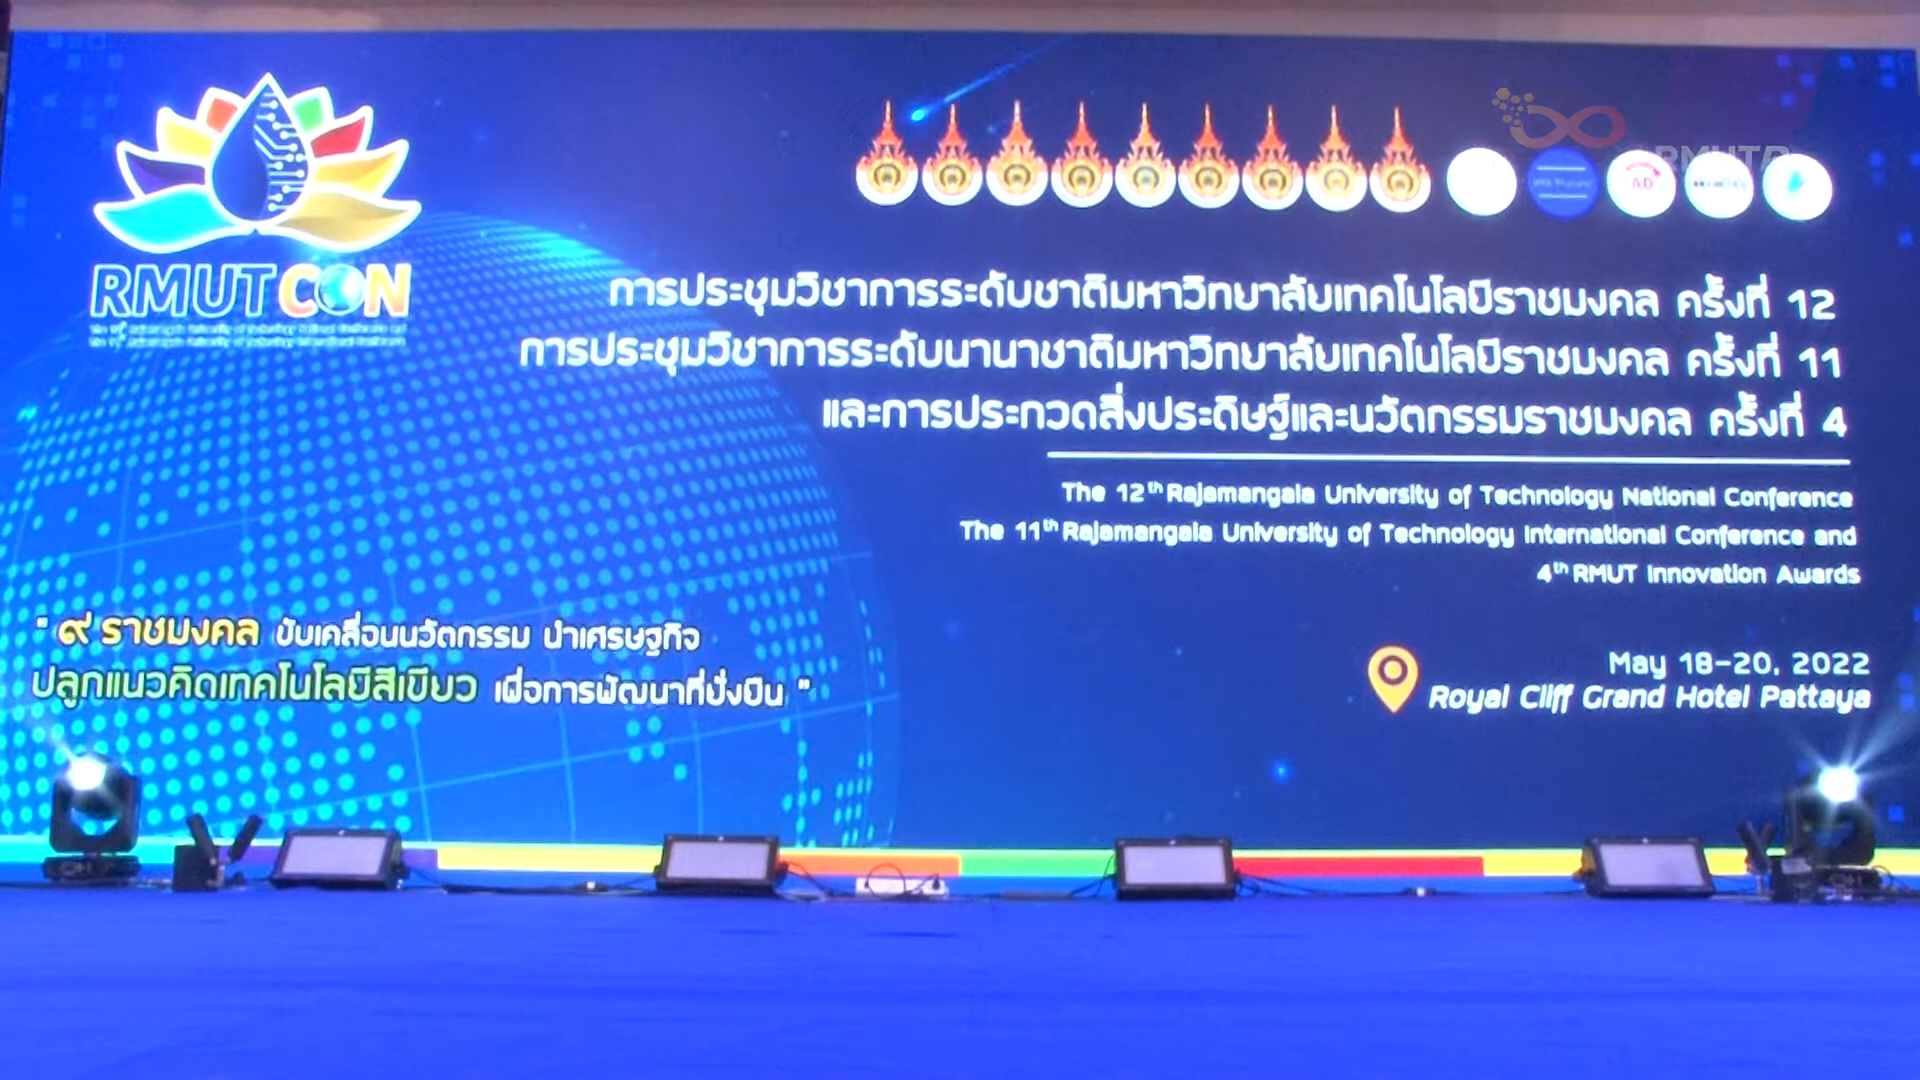 RMUTCON
RMUTP
การประชุมวิชาการระดับชาติมหาวิทยาลัยเทคโนโลยีราชมงคล ครั้งที่ 12
การประชุมวิชาการระดับนานาชาติมหาวิทยาลัยเทคโนโลยีราชมงคล ครั้งที่ 11
และการประกวดสิ่งประดิษฐ์และนวัตกรรมราชมงคล ครั้งที่ 4
The 12th Rajamangala University of Technology National Conference
The 11th Rajamangala University of Technology International Conference and
4th RMUT Innovation Awards
" ๙ ราชมงคล ขับเคลื่อนนวัตกรรม นำเศรษฐกิจ
ปลูกแนวคิดเทคโนโลยีสีเขียว เพื่อการพัฒนาที่ยั่งยืน "
May 18-20, 2022
Royal Cliff Grand Hotel Pattaya